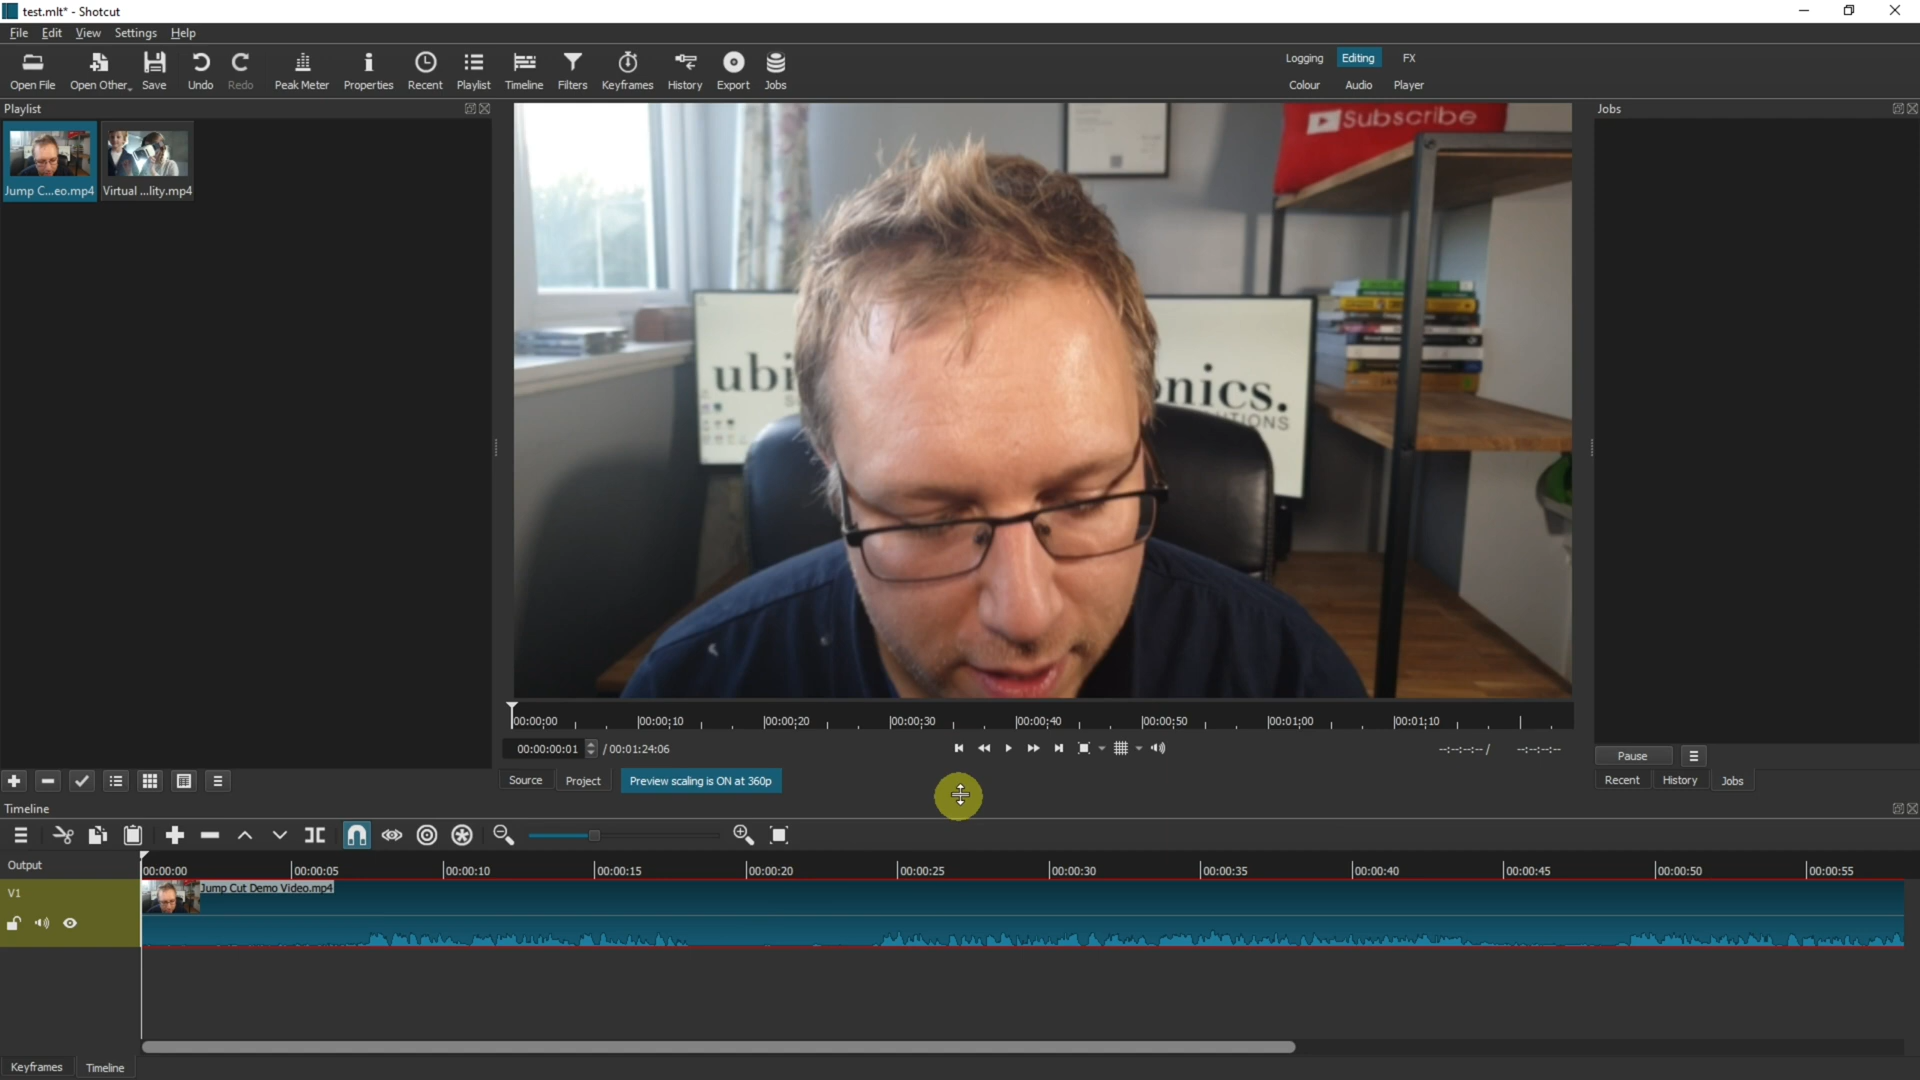 test.mlt* - Shotcut
File Edit View Settings Help
Open File Open Other... Save Undo Redo Peak Meter Properties Recent Playlist Timeline Filters Keyframes History Export Jobs
Logging Editing FX
Colour Audio Player
Playlist
Jobs
Jump C...eo.mp4 Virtual ...lity.mp4
Subscribe
ubi
nics.
UTIONS
00:00:00 00:00:10 00:00:20 00:00:30 00:00:40 00:00:50 00:01:00 00:01:10
00:00:00:01 / 00:01:24:06
--:--:--:-- / --:--:--:--
Pause
Source Project Preview scaling is ON at 360p
Recent History Jobs
Timeline
Output
00:00:00 00:00:05 00:00:10 00:00:15 00:00:20 00:00:25 00:00:30 00:00:35 00:00:40 00:00:45 00:00:50 00:00:55
V1
Jump Cut Demo Video.mp4
Keyframes Timeline